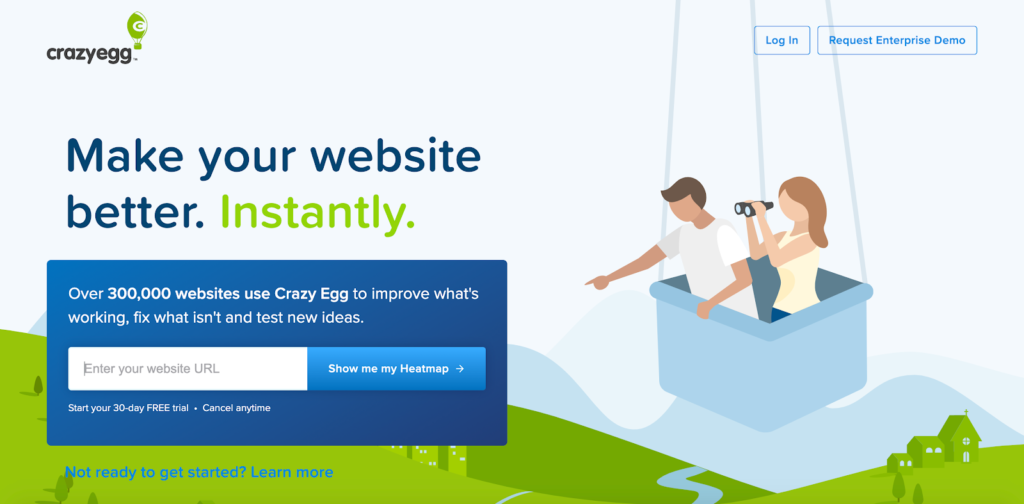 crazyegg™
Log In
Request Enterprise Demo
Make your website
better. Instantly.
Over 300,000 websites use Crazy Egg to improve what's
working, fix what isn't and test new ideas.
Enter your website URL
Show me my Heatmap →
Start your 30-day FREE trial • Cancel anytime
Not ready to get started? Learn more